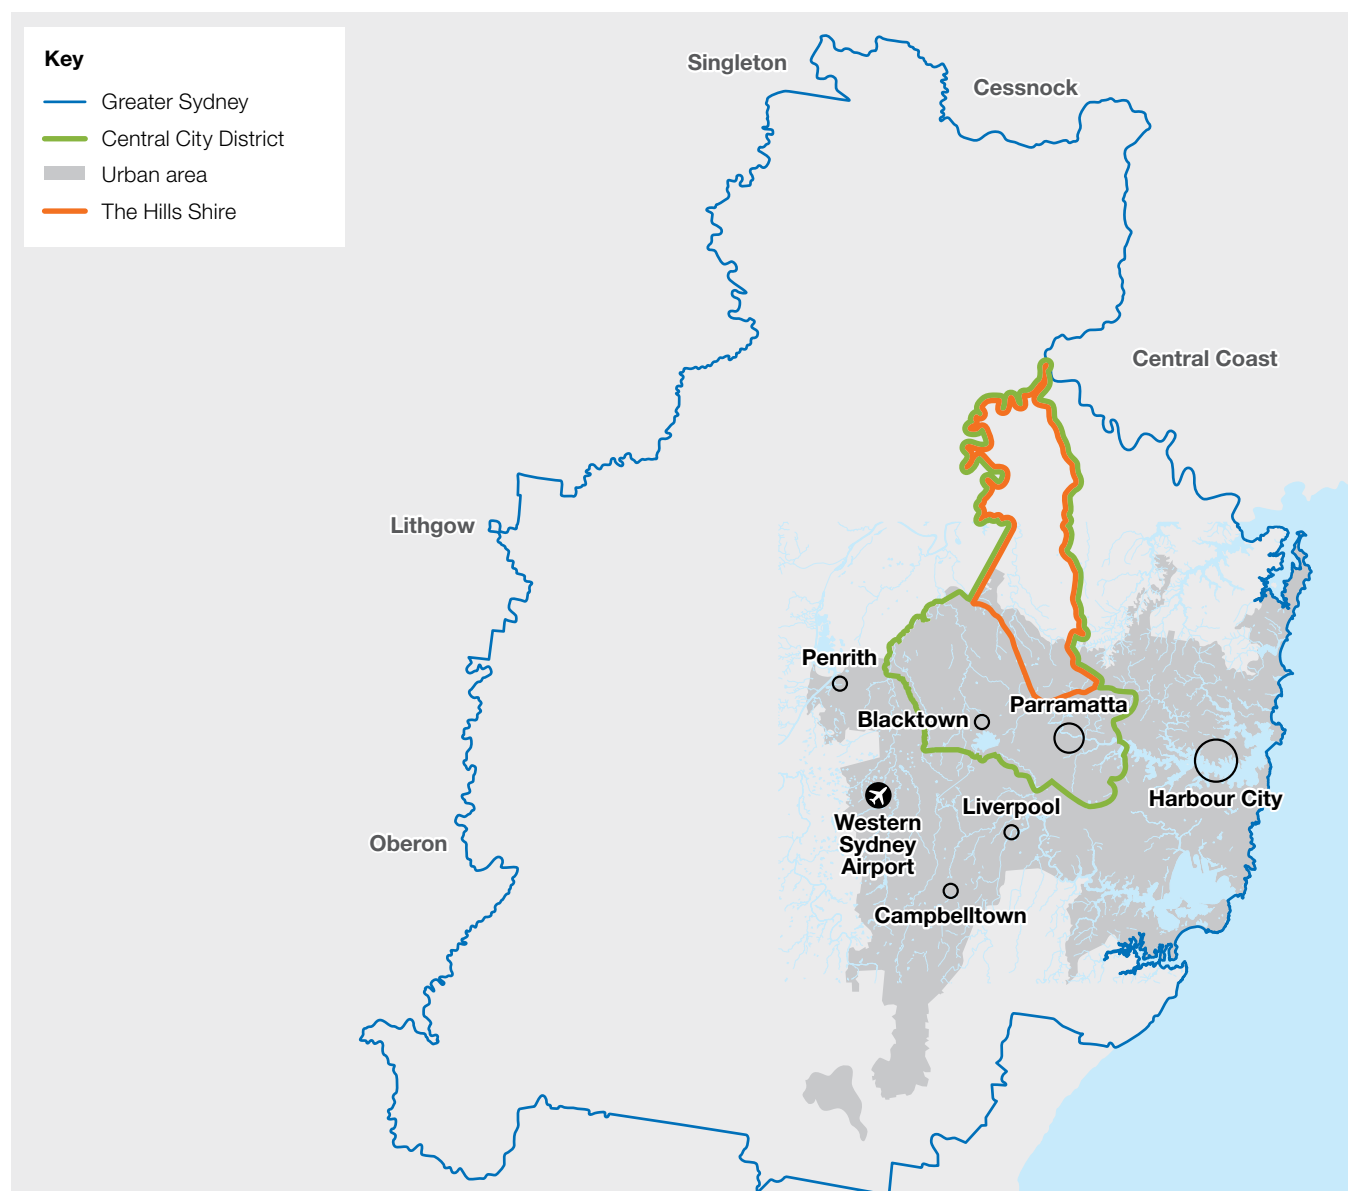 Key
Greater Sydney
Central City District
Urban area
The Hills Shire
Singleton
Cessnock
Central Coast
Lithgow
Penrith
Blacktown
Parramatta
Harbour City
Liverpool
Western
Sydney
Airport
Oberon
Campbelltown